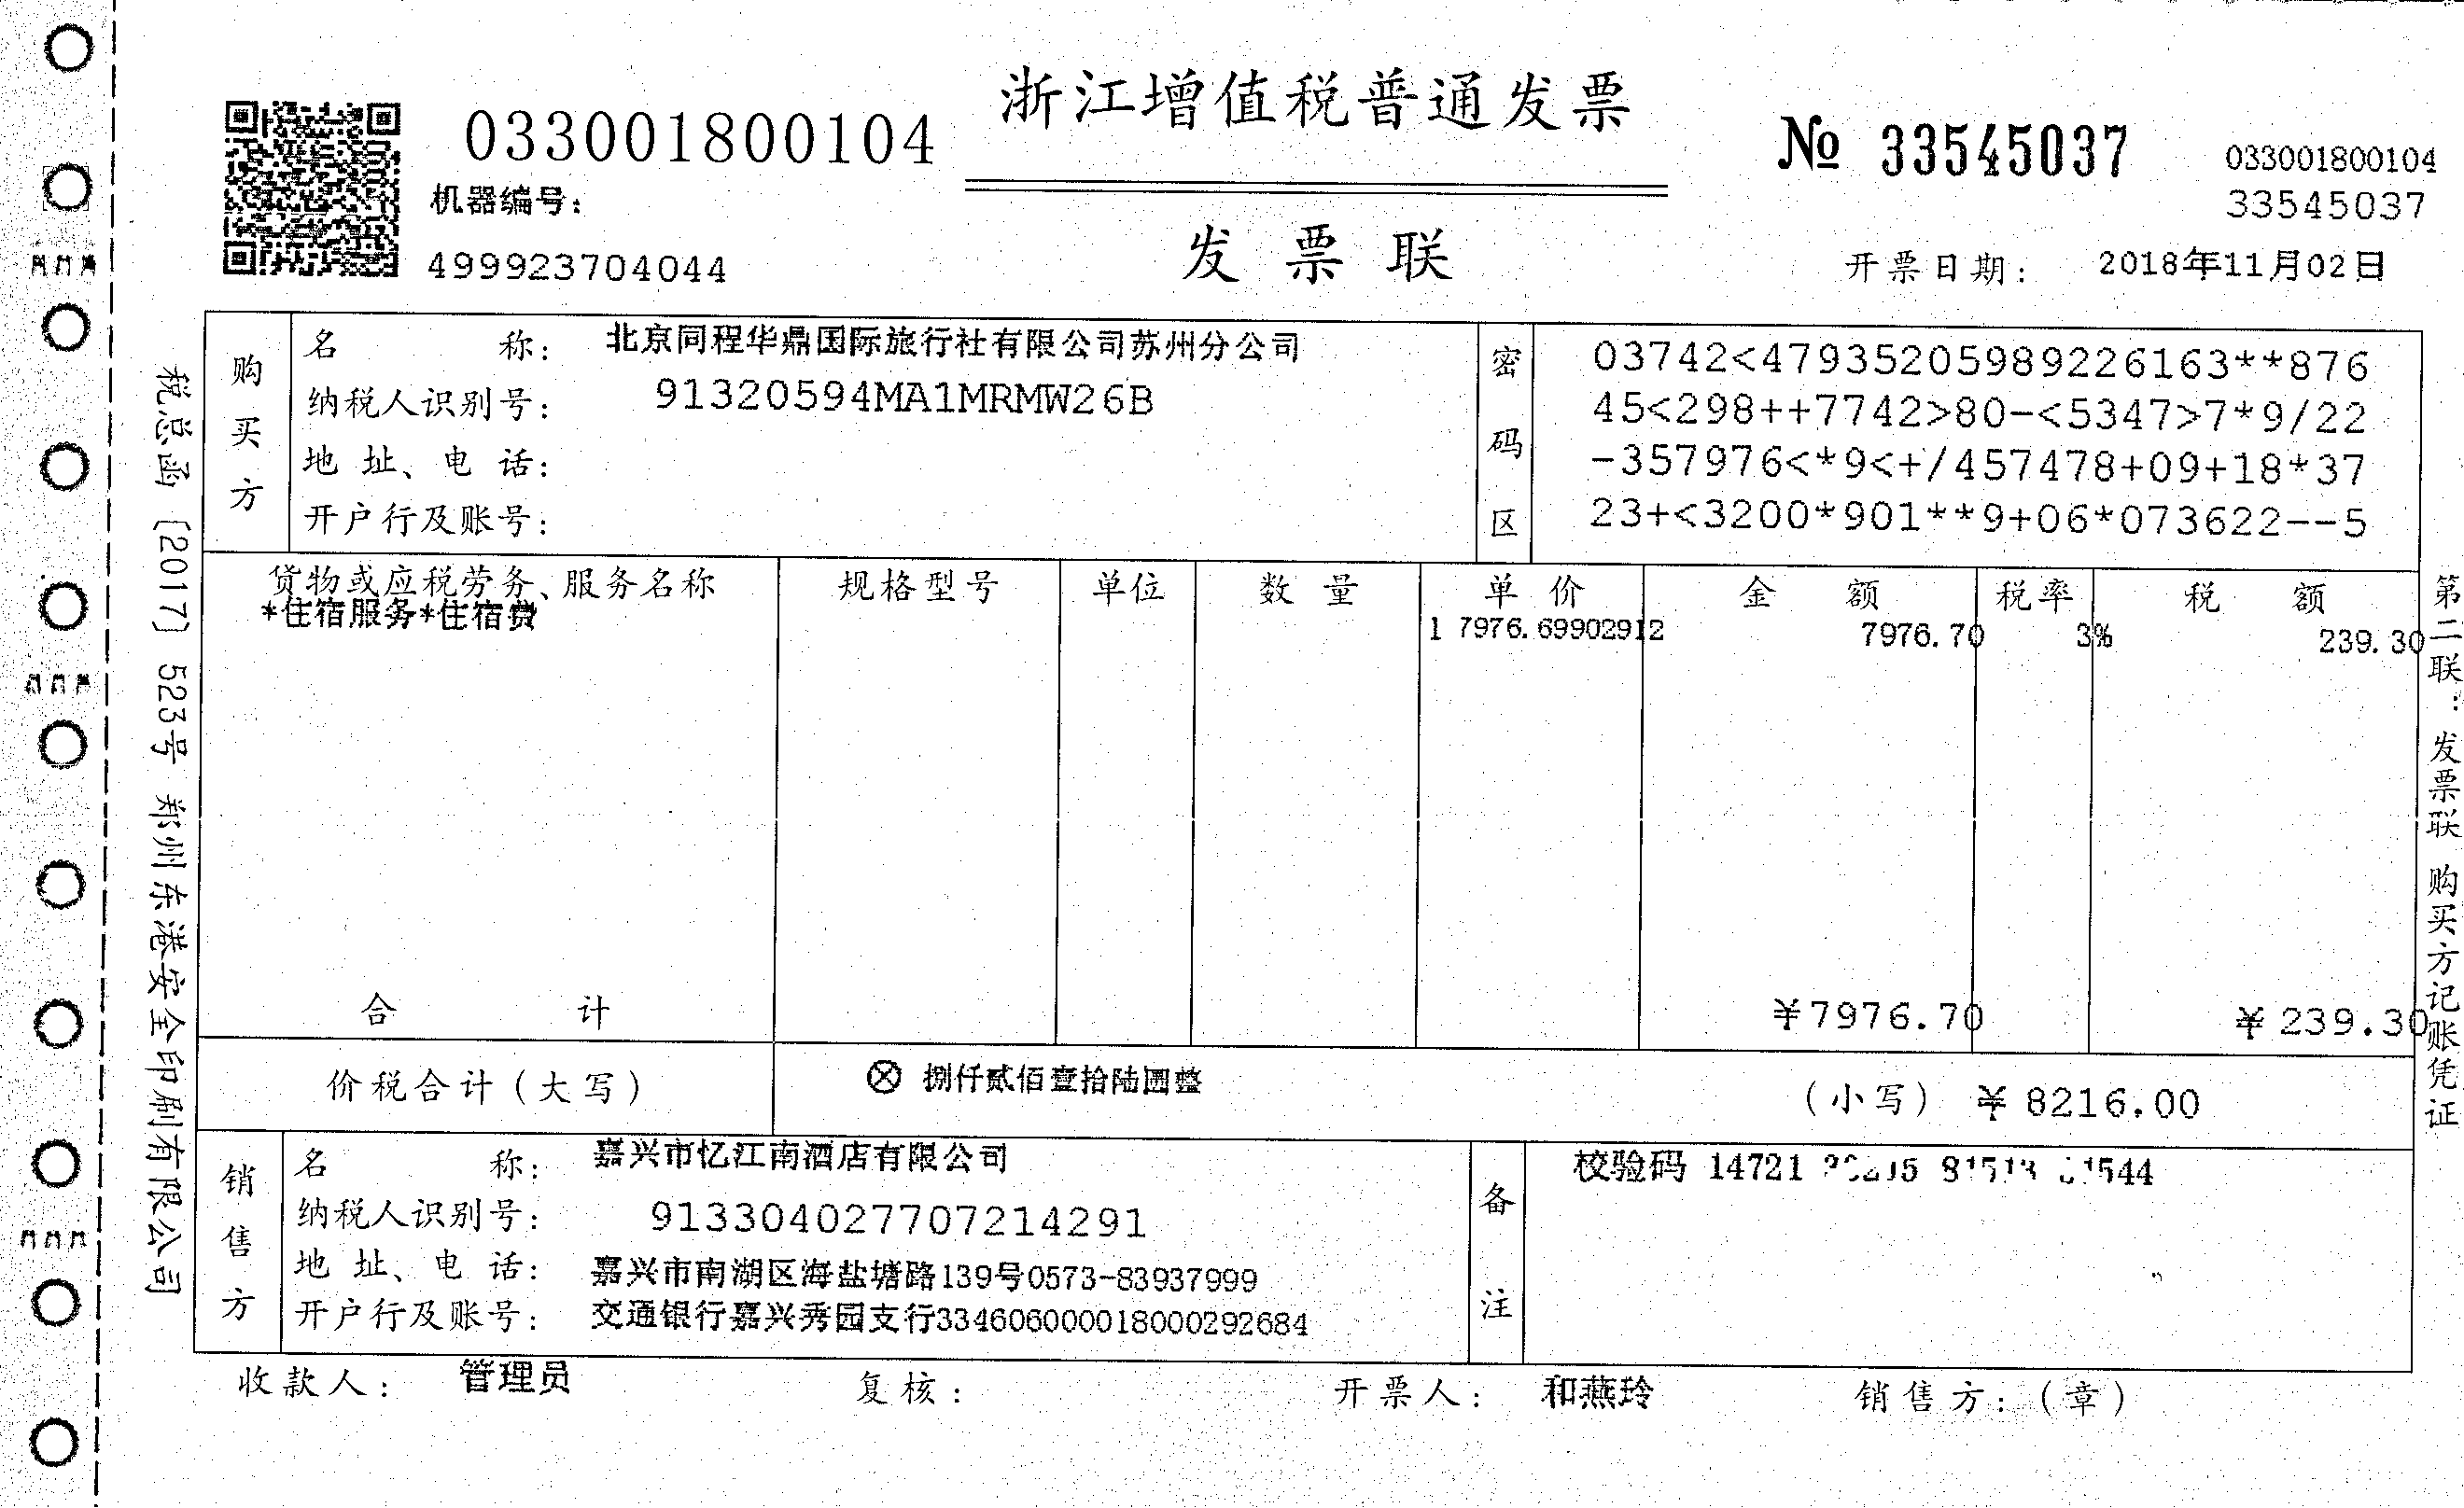 浙江增值税普通发票
033001800104
№ 33545037
033001800104
33545037
机器编号：
499923704044
发票联
开票日期： 2018年11月02日
税总函〔2017〕523号 郑州东港安全印刷有限公司
购买方
名称： 北京同程华鼎国际旅行社有限公司苏州分公司
纳税人识别号： 91320594MA1MRMW26B
地址、电话：
开户行及账号：
密码区
03742<4793520598922​6163**876
45<298++7742>80-<5347>7*9/22
-357976<*9<+/457478+09+18*37
23+<3200*901**9+06*073622--5
货物或应税劳务、服务名称 规格型号 单位 数量 单价 金额 税率 税额
*住宿服务*住宿费 1 7976.69902912 7976.70 3% 239.30
合计 ¥7976.70 ¥239.30
价税合计（大写） ⊗ 捌仟贰佰壹拾陆圆整 （小写） ¥8216.00
销售方
名称： 嘉兴市忆江南酒店有限公司
纳税人识别号： 913304027707214291
地址、电话： 嘉兴市南湖区海盐塘路139号0573-83937999
开户行及账号： 交通银行嘉兴秀园支行334606000018000292684
备注
校验码 14721
收款人： 管理员 复核： 开票人： 和燕玲 销售方：（章）
第二联：发票联 购买方记账凭证